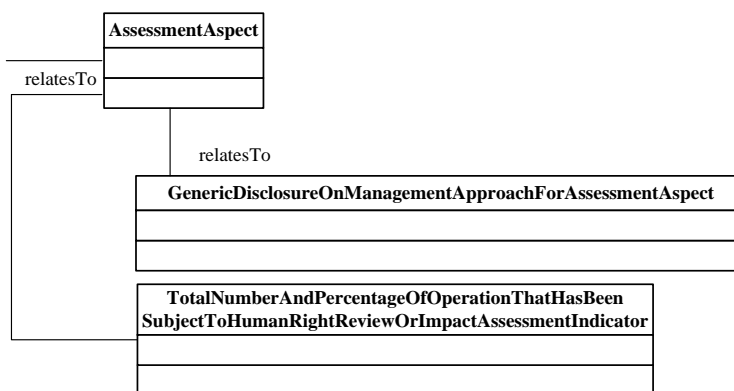 AssessmentAspect
relatesTo
relatesTo
GenericDisclosureOnManagementApproachForAssessmentAspect
TotalNumberAndPercentageOfOperationThatHasBeen
SubjectToHumanRightReviewOrImpactAssessmentIndicator